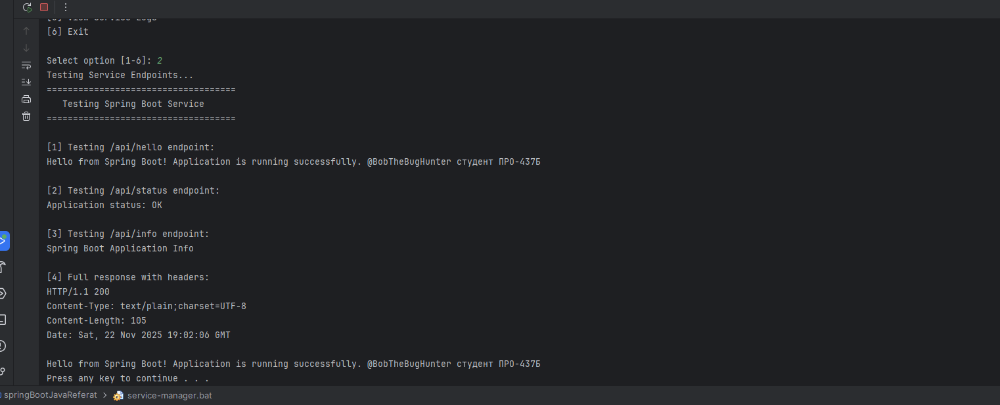 [6] Exit
Select option [1-6]: 2
Testing Service Endpoints...
====================================
Testing Spring Boot Service
====================================
[1] Testing /api/hello endpoint:
Hello from Spring Boot! Application is running successfully. @BobTheBugHunter студент ПРО-437Б
[2] Testing /api/status endpoint:
Application status: OK
[3] Testing /api/info endpoint:
Spring Boot Application Info
[4] Full response with headers:
HTTP/1.1 200
Content-Type: text/plain;charset=UTF-8
Content-Length: 105
Date: Sat, 22 Nov 2025 19:02:06 GMT
Hello from Spring Boot! Application is running successfully. @BobTheBugHunter студент ПРО-437Б
Press any key to continue . . .
springBootJavaReferat > service-manager.bat